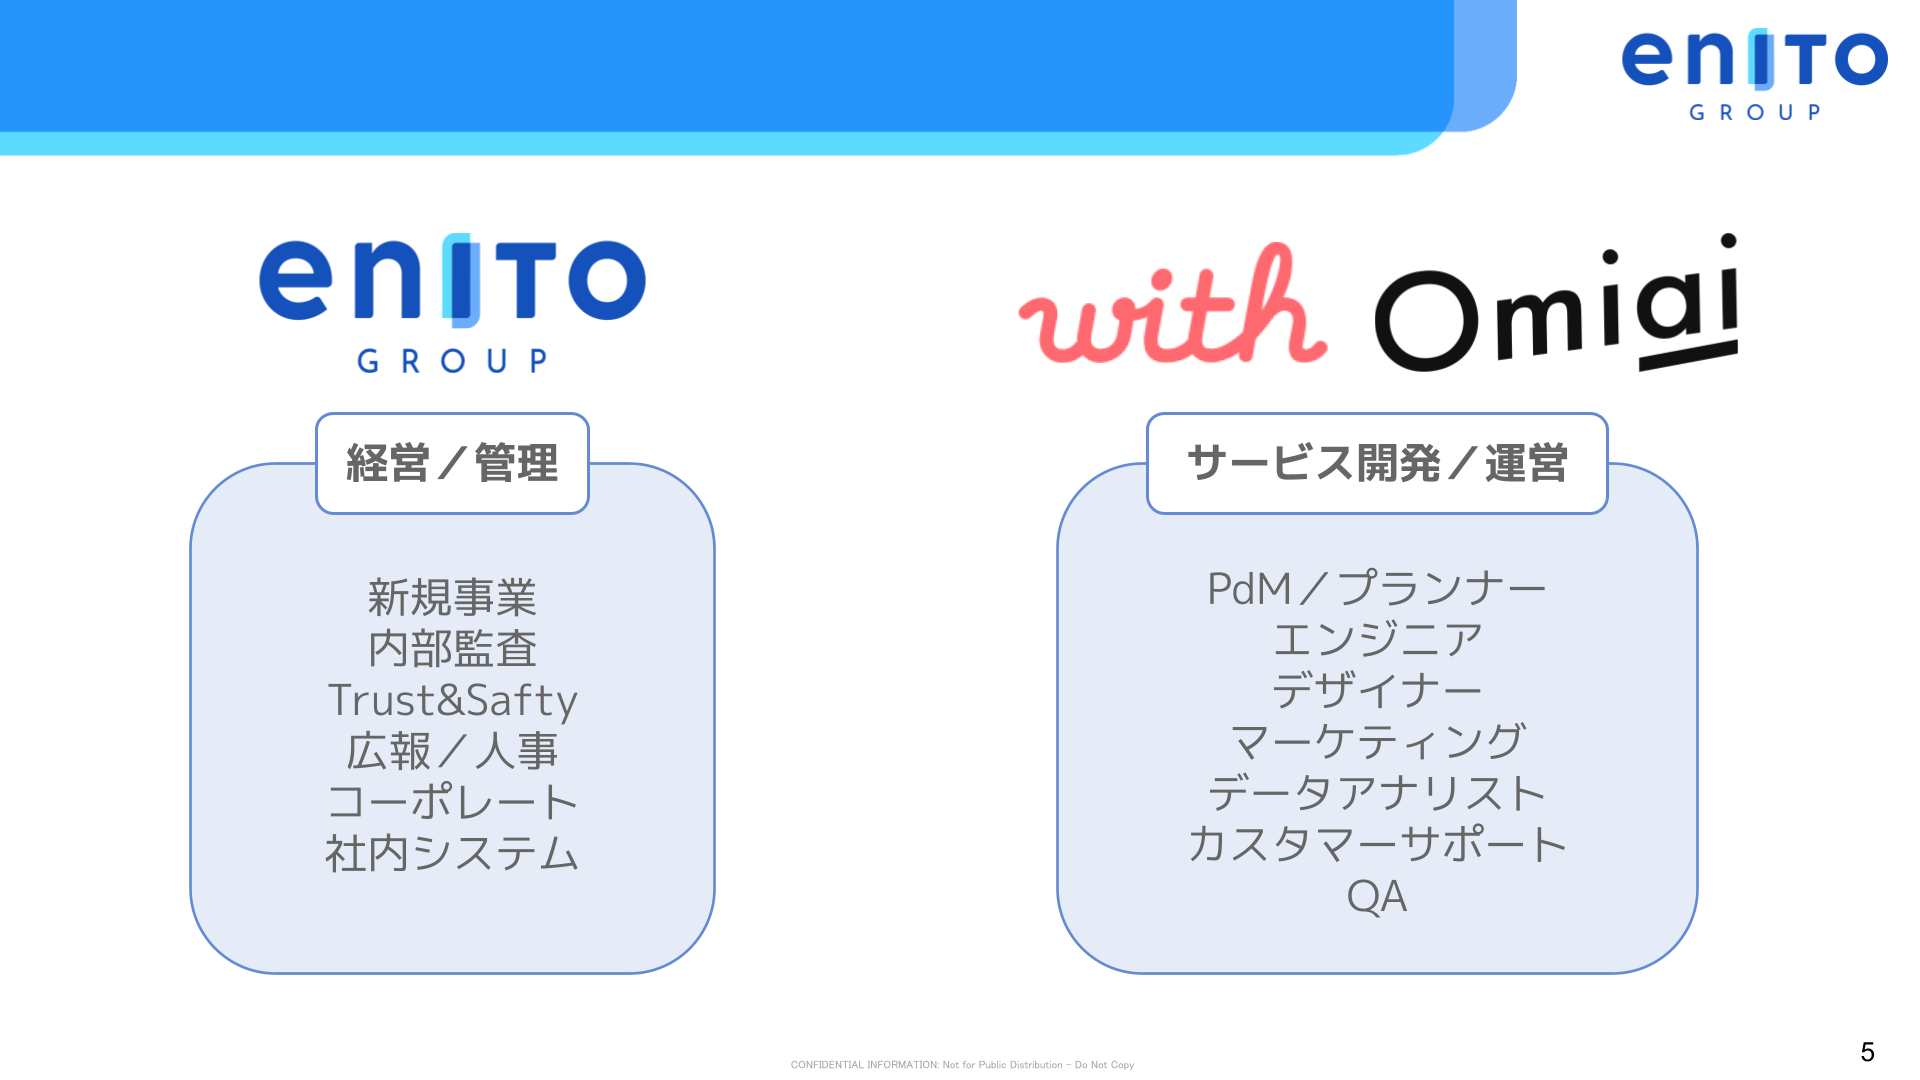 enITO
GROUP
enITO
GROUP
with
Omiai
経営／管理
新規事業
内部監査
Trust&Safty
広報／人事
コーポレート
社内システム
サービス開発／運営
PdM／プランナー
エンジニア
デザイナー
マーケティング
データアナリスト
カスタマーサポート
QA
CONFIDENTIAL INFORMATION: Not for Public Distribution - Do Not Copy
5